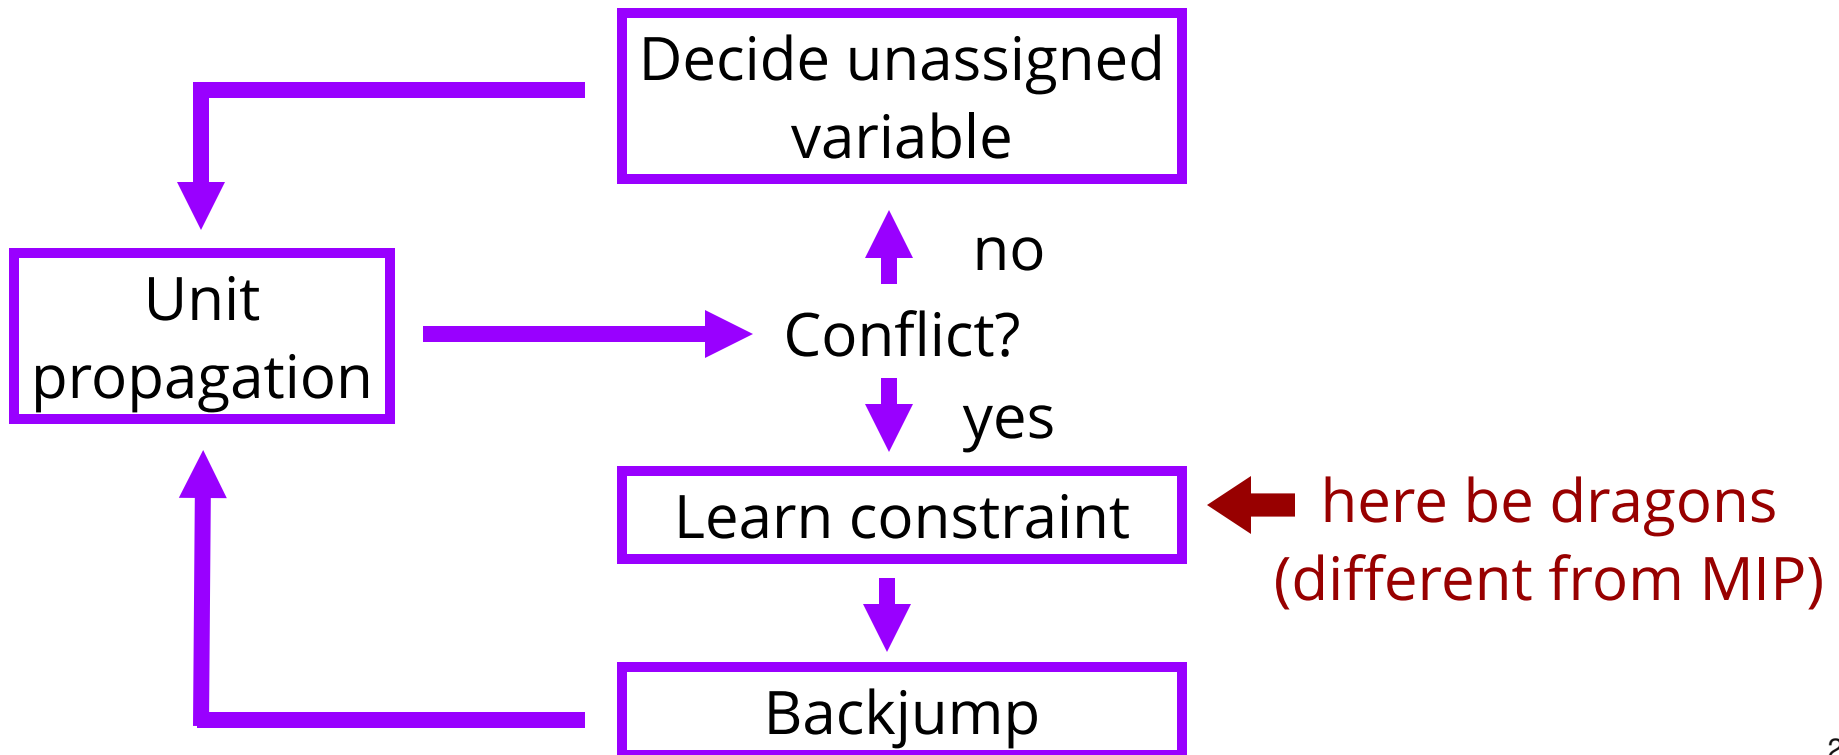 Decide unassigned
variable
no
Unit
propagation
Conflict?
yes
Learn constraint
here be dragons
(different from MIP)
Backjump